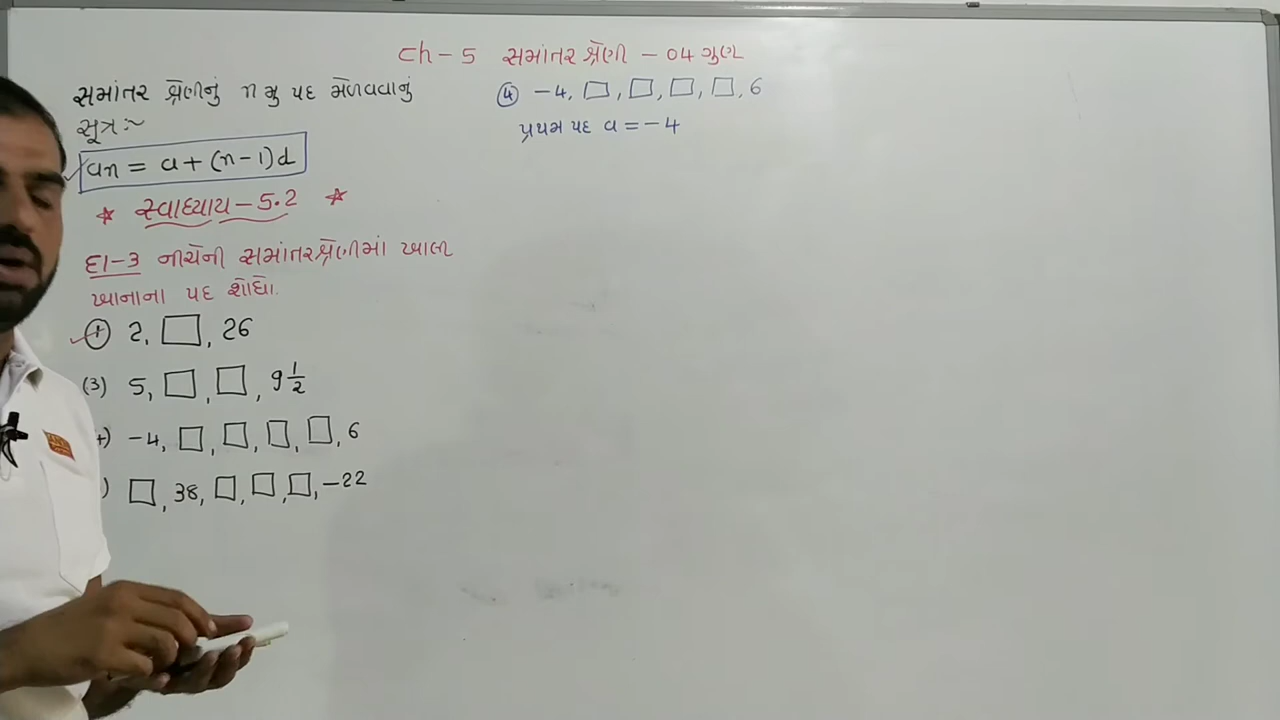 Ch - 5 સમાંતર શ્રેણી - 04 ગુણ
સમાંતર શ્રેણીનું n મુ પદ મેળવવાનું
સૂત્ર:~
an = a + (n-1)d
* સ્વાધ્યાય - 5.2 *
દા-3 નીચેની સમાંતરશ્રેણીમાં ખાલી
ખાનાના પદ શોધો.
① 2, □, 26
(3) 5, □, □, 9 1/2
4) -4, □, □, □, □, 6
) □, 38, □, □, □, -22
④ -4, □, □, □, □, 6
પ્રથમ પદ a = -4